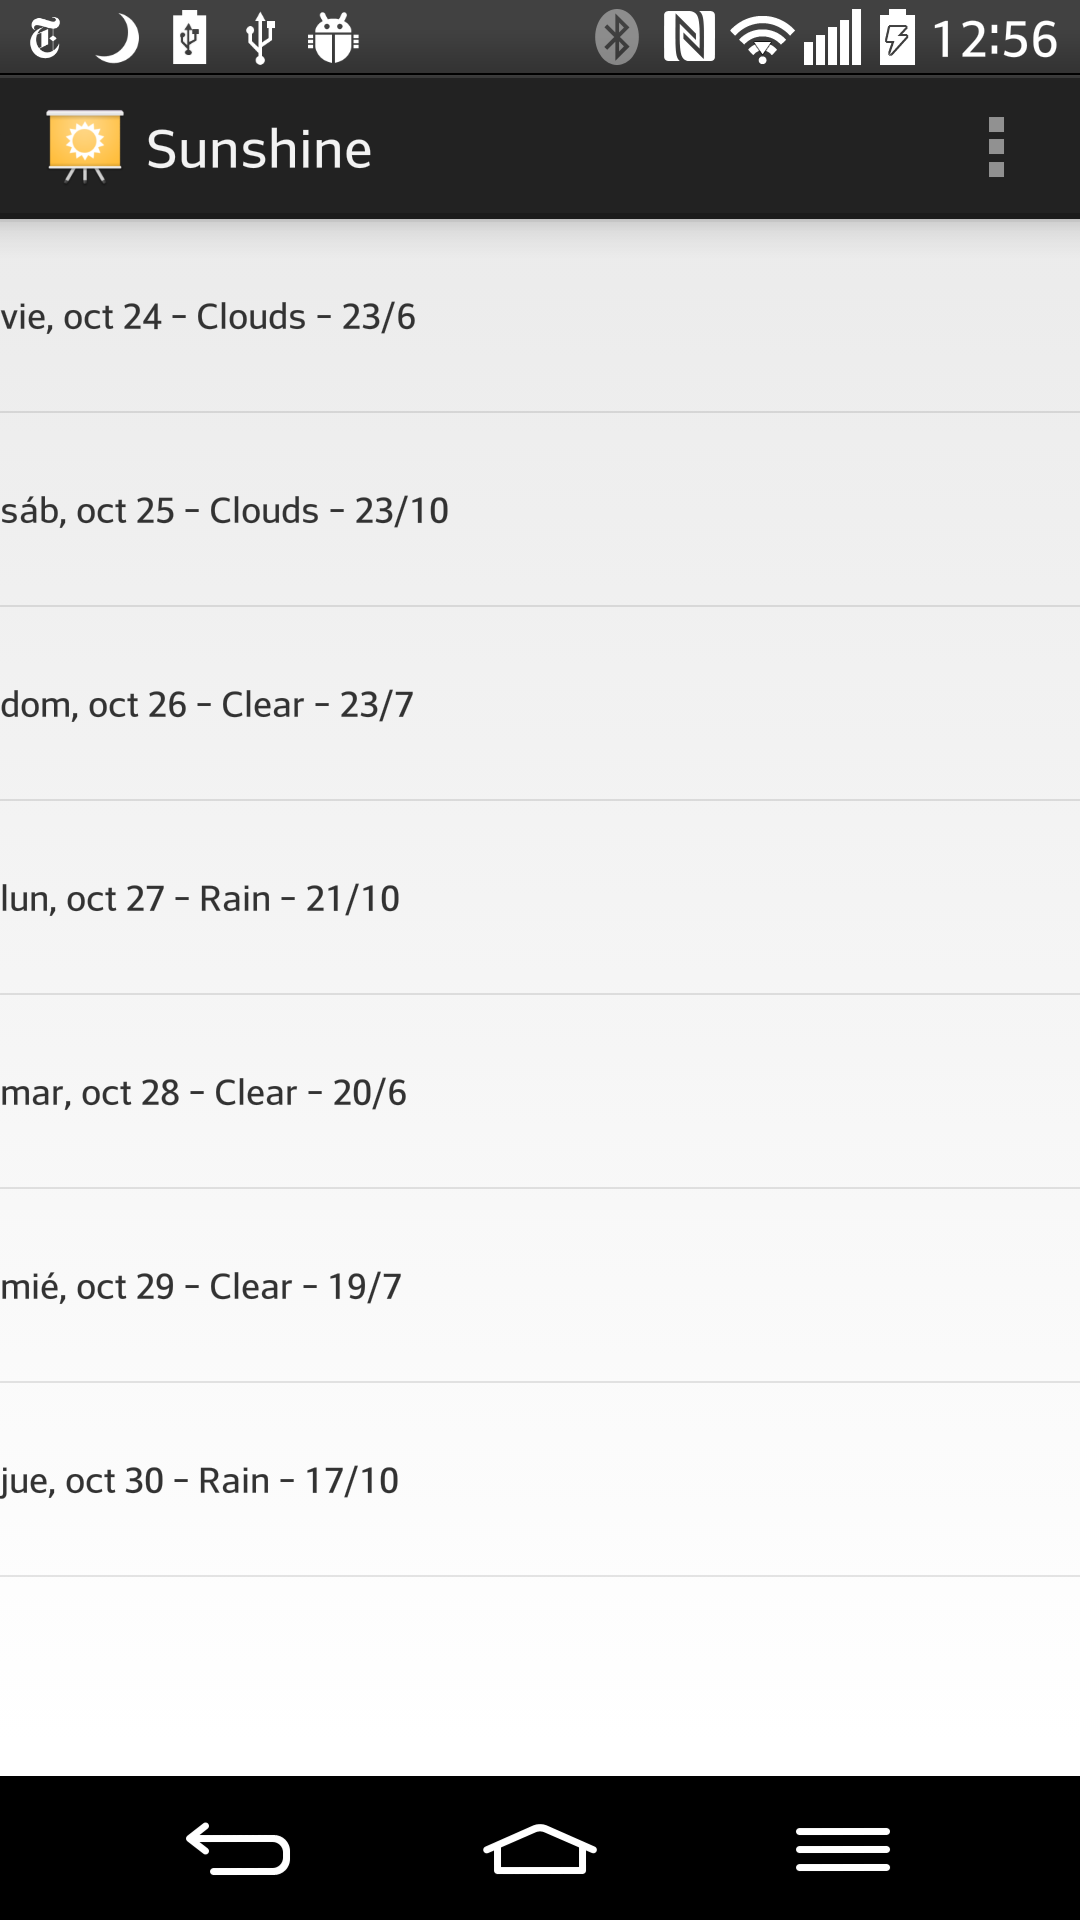 12:56
Sunshine
vie, oct 24 - Clouds - 23/6
sáb, oct 25 - Clouds - 23/10
dom, oct 26 - Clear - 23/7
lun, oct 27 - Rain - 21/10
mar, oct 28 - Clear - 20/6
mié, oct 29 - Clear - 19/7
jue, oct 30 - Rain - 17/10